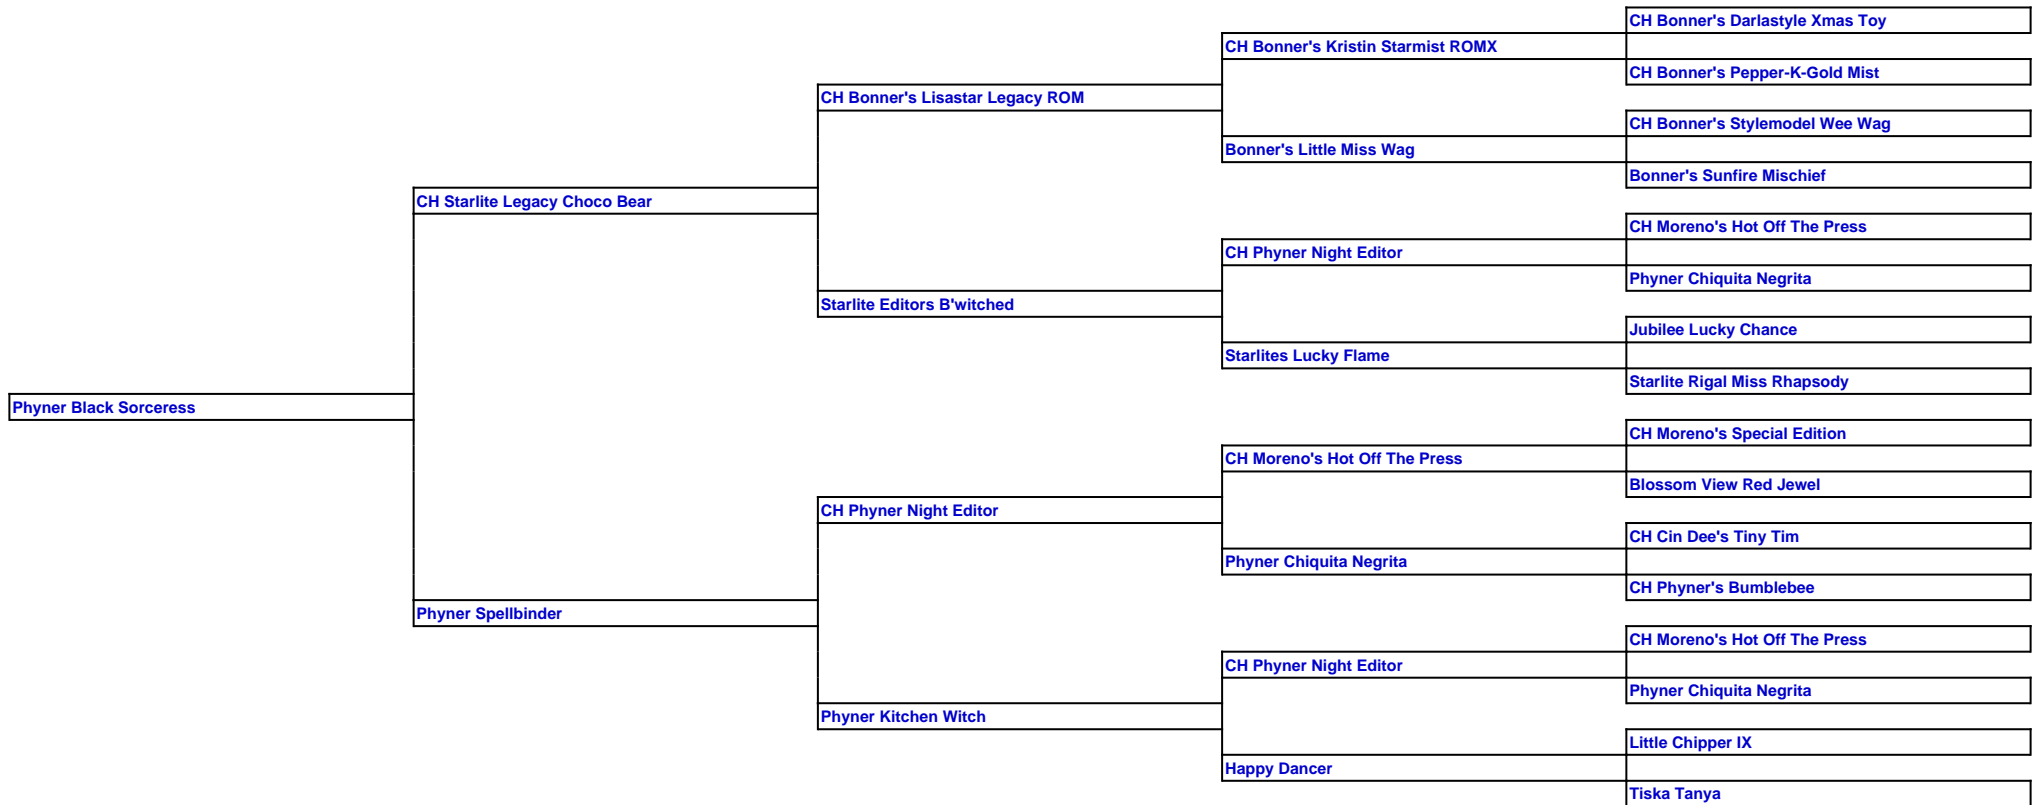 CH Bonner's Darlastyle Xmas Toy
CH Bonner's Kristin Starmist ROMX
CH Bonner's Pepper-K-Gold Mist
CH Bonner's Lisastar Legacy ROM
CH Bonner's Stylemodel Wee Wag
Bonner's Little Miss Wag
Bonner's Sunfire Mischief
CH Starlite Legacy Choco Bear
CH Moreno's Hot Off The Press
CH Phyner Night Editor
Phyner Chiquita Negrita
Starlite Editors B'witched
Jubilee Lucky Chance
Starlites Lucky Flame
Starlite Rigal Miss Rhapsody
Phyner Black Sorceress
CH Moreno's Special Edition
CH Moreno's Hot Off The Press
Blossom View Red Jewel
CH Phyner Night Editor
CH Cin Dee's Tiny Tim
Phyner Chiquita Negrita
CH Phyner's Bumblebee
Phyner Spellbinder
CH Moreno's Hot Off The Press
CH Phyner Night Editor
Phyner Chiquita Negrita
Phyner Kitchen Witch
Little Chipper IX
Happy Dancer
Tiska Tanya